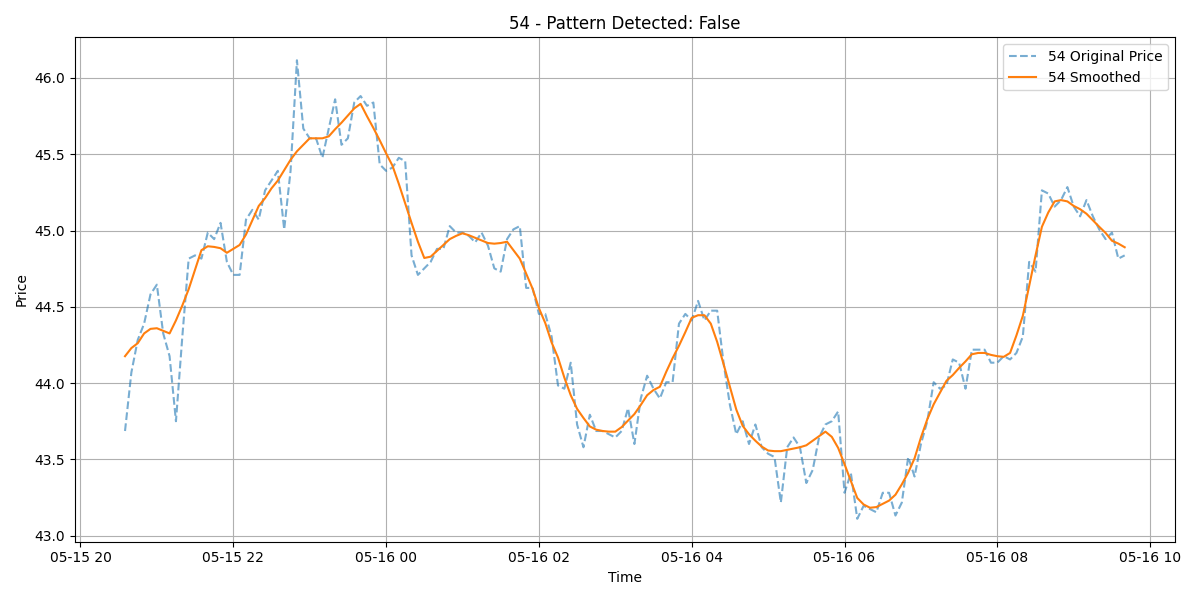 54 - Pattern Detected: False
54 Original Price
54 Smoothed
Price
46.0
45.5
45.0
44.5
44.0
43.5
43.0
05-15 20 05-15 22 05-16 00 05-16 02 05-16 04 05-16 06 05-16 08 05-16 10
Time